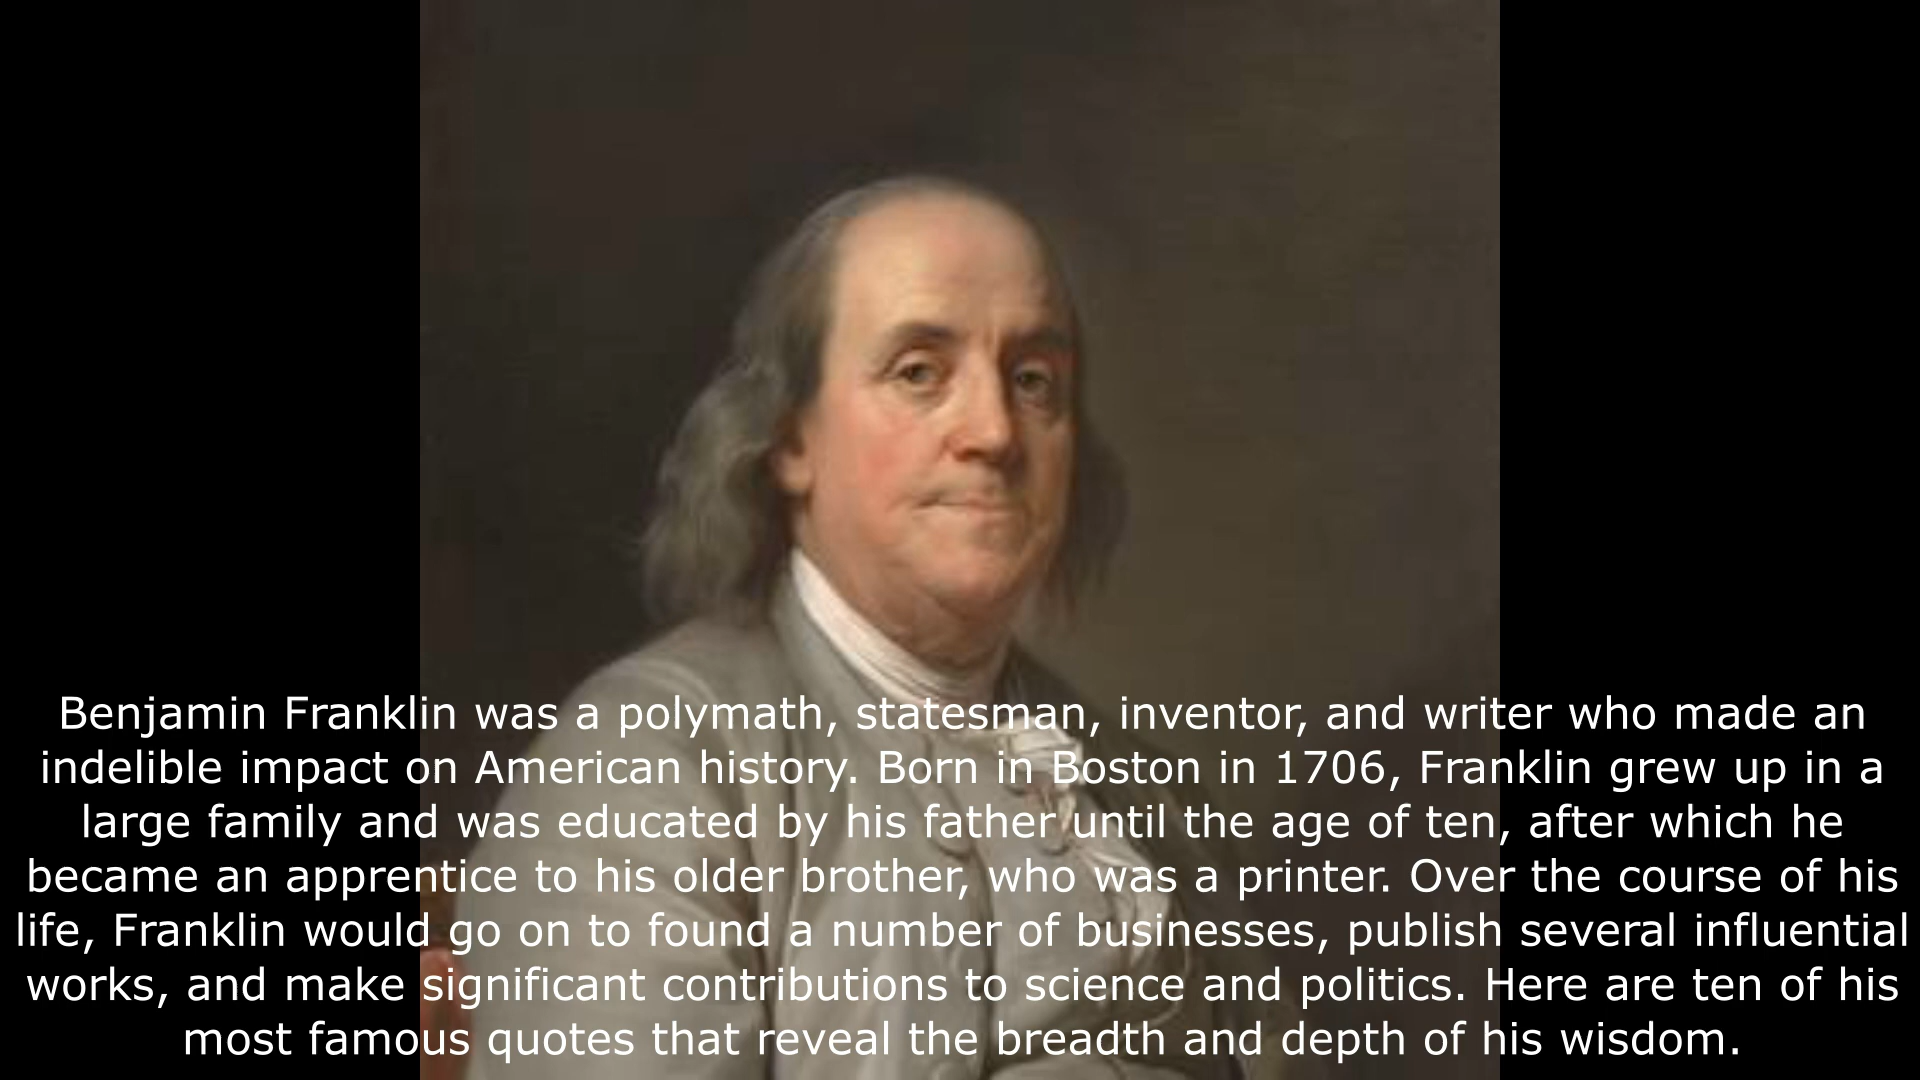 Benjamin Franklin was a polymath, statesman, inventor, and writer who made an
indelible impact on American history. Born in Boston in 1706, Franklin grew up in a
large family and was educated by his father until the age of ten, after which he
became an apprentice to his older brother, who was a printer. Over the course of his
life, Franklin would go on to found a number of businesses, publish several influential
works, and make significant contributions to science and politics. Here are ten of his
most famous quotes that reveal the breadth and depth of his wisdom.